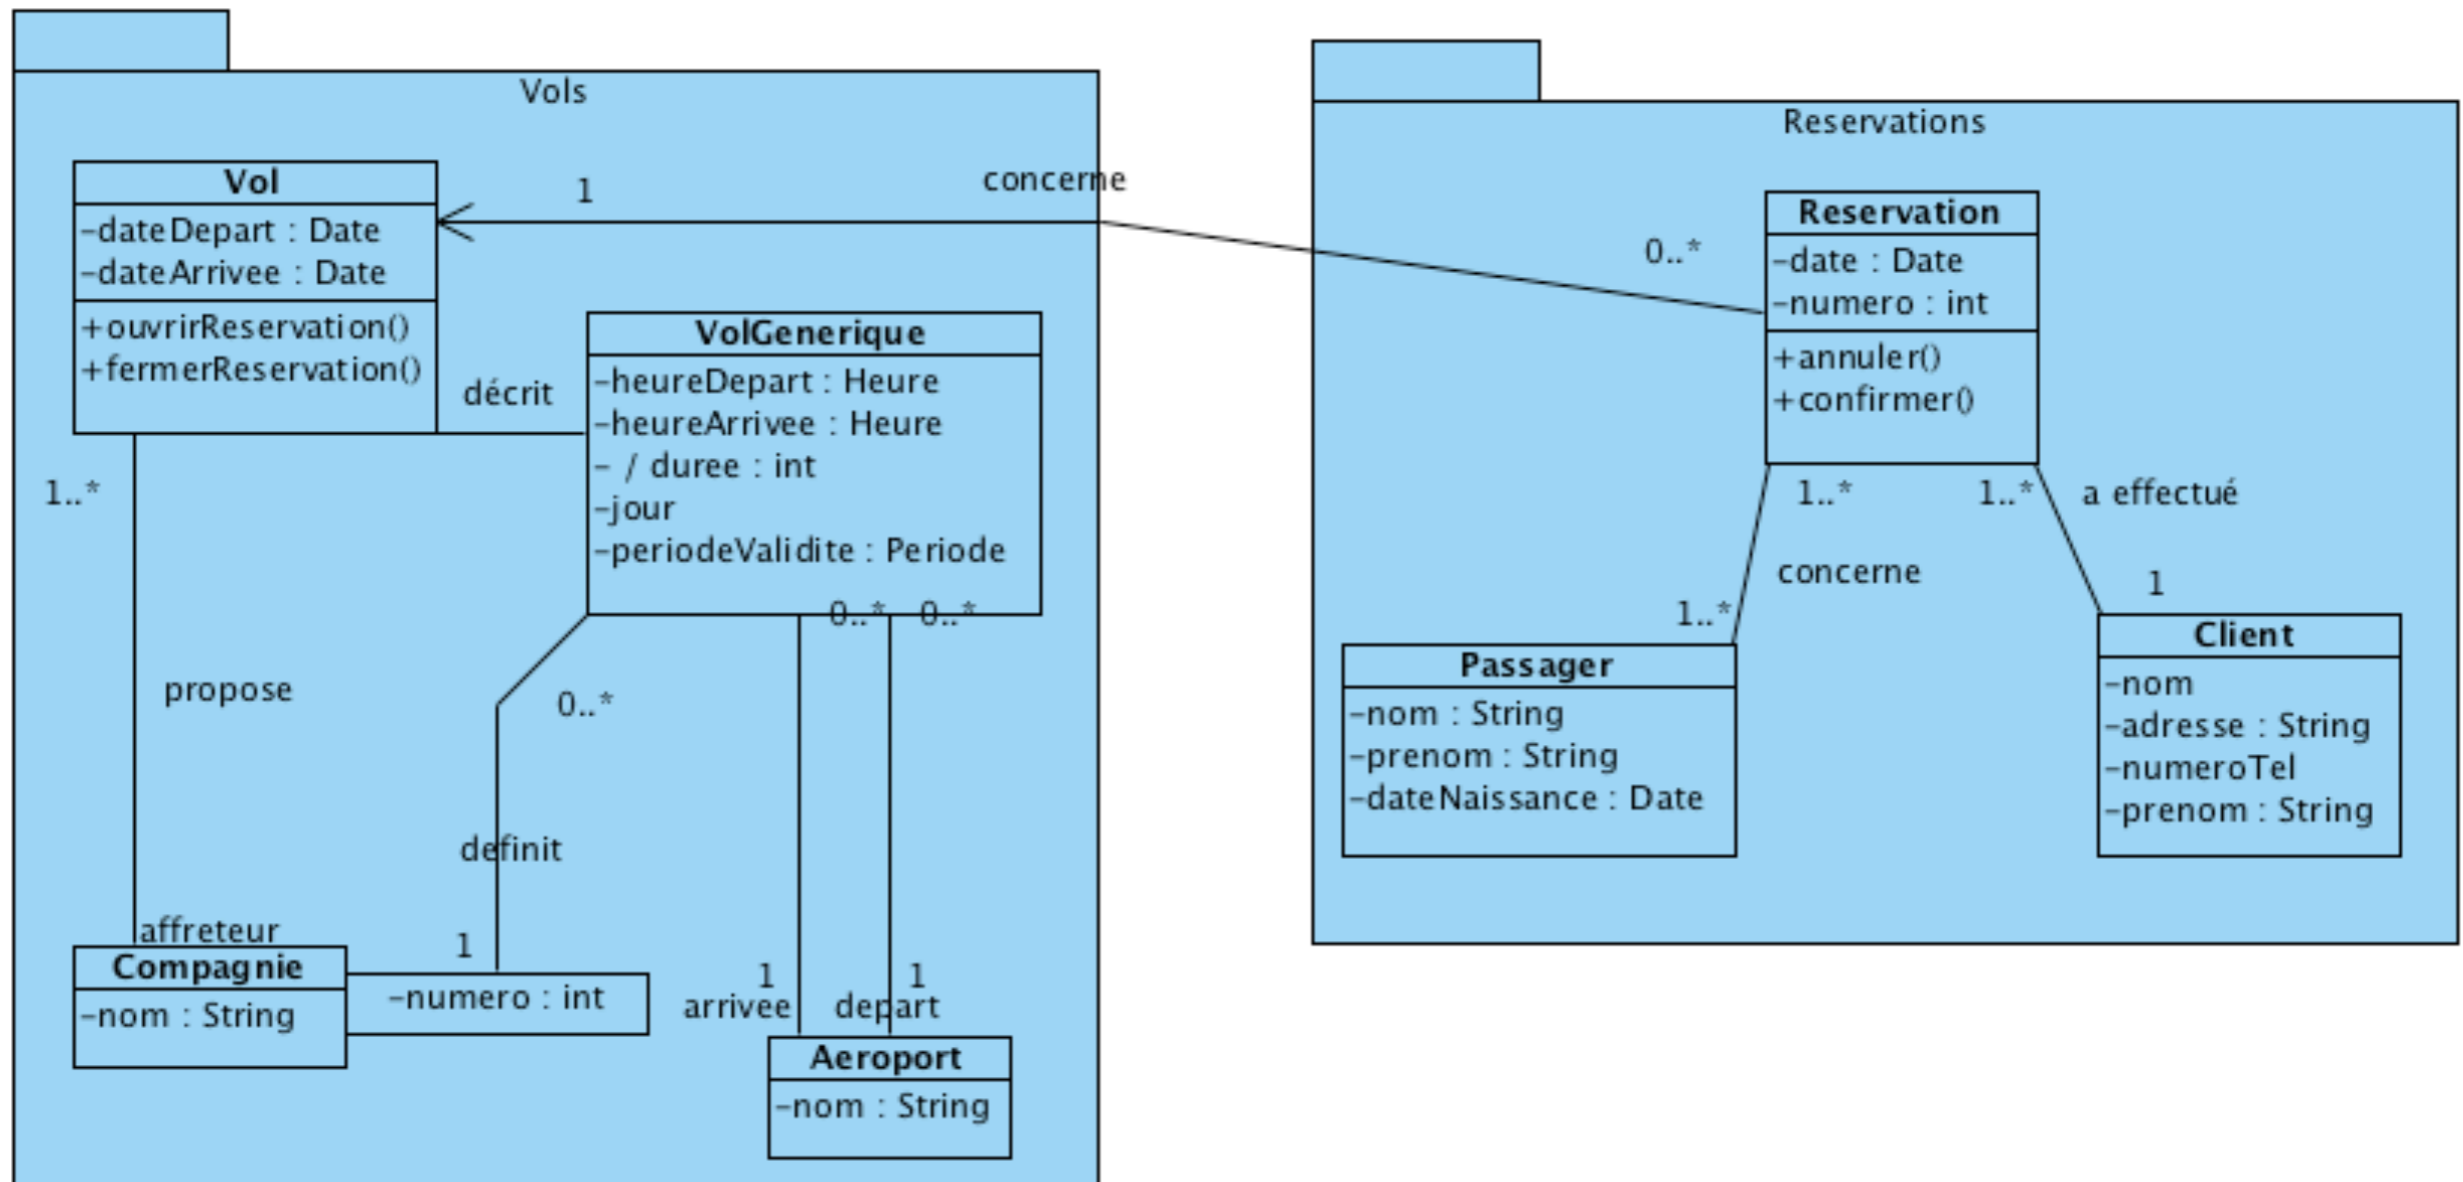 Vols
Vol
-dateDepart : Date
-dateArrivee : Date
+ouvrirReservation()
+fermerReservation()
1
concerne
décrit
VolGenerique
-heureDepart : Heure
-heureArrivee : Heure
- / duree : int
-jour
-periodeValidite : Periode
0..*
0..*
1..*
propose
0..*
definit
affreteur
1
Compagnie
-nom : String
-numero : int
1
arrivee
1
depart
Aeroport
-nom : String
Reservations
0..*
Reservation
-date : Date
-numero : int
+annuler()
+confirmer()
1..*
1..*
a effectué
concerne
1
1..*
Passager
-nom : String
-prenom : String
-dateNaissance : Date
Client
-nom
-adresse : String
-numeroTel
-prenom : String